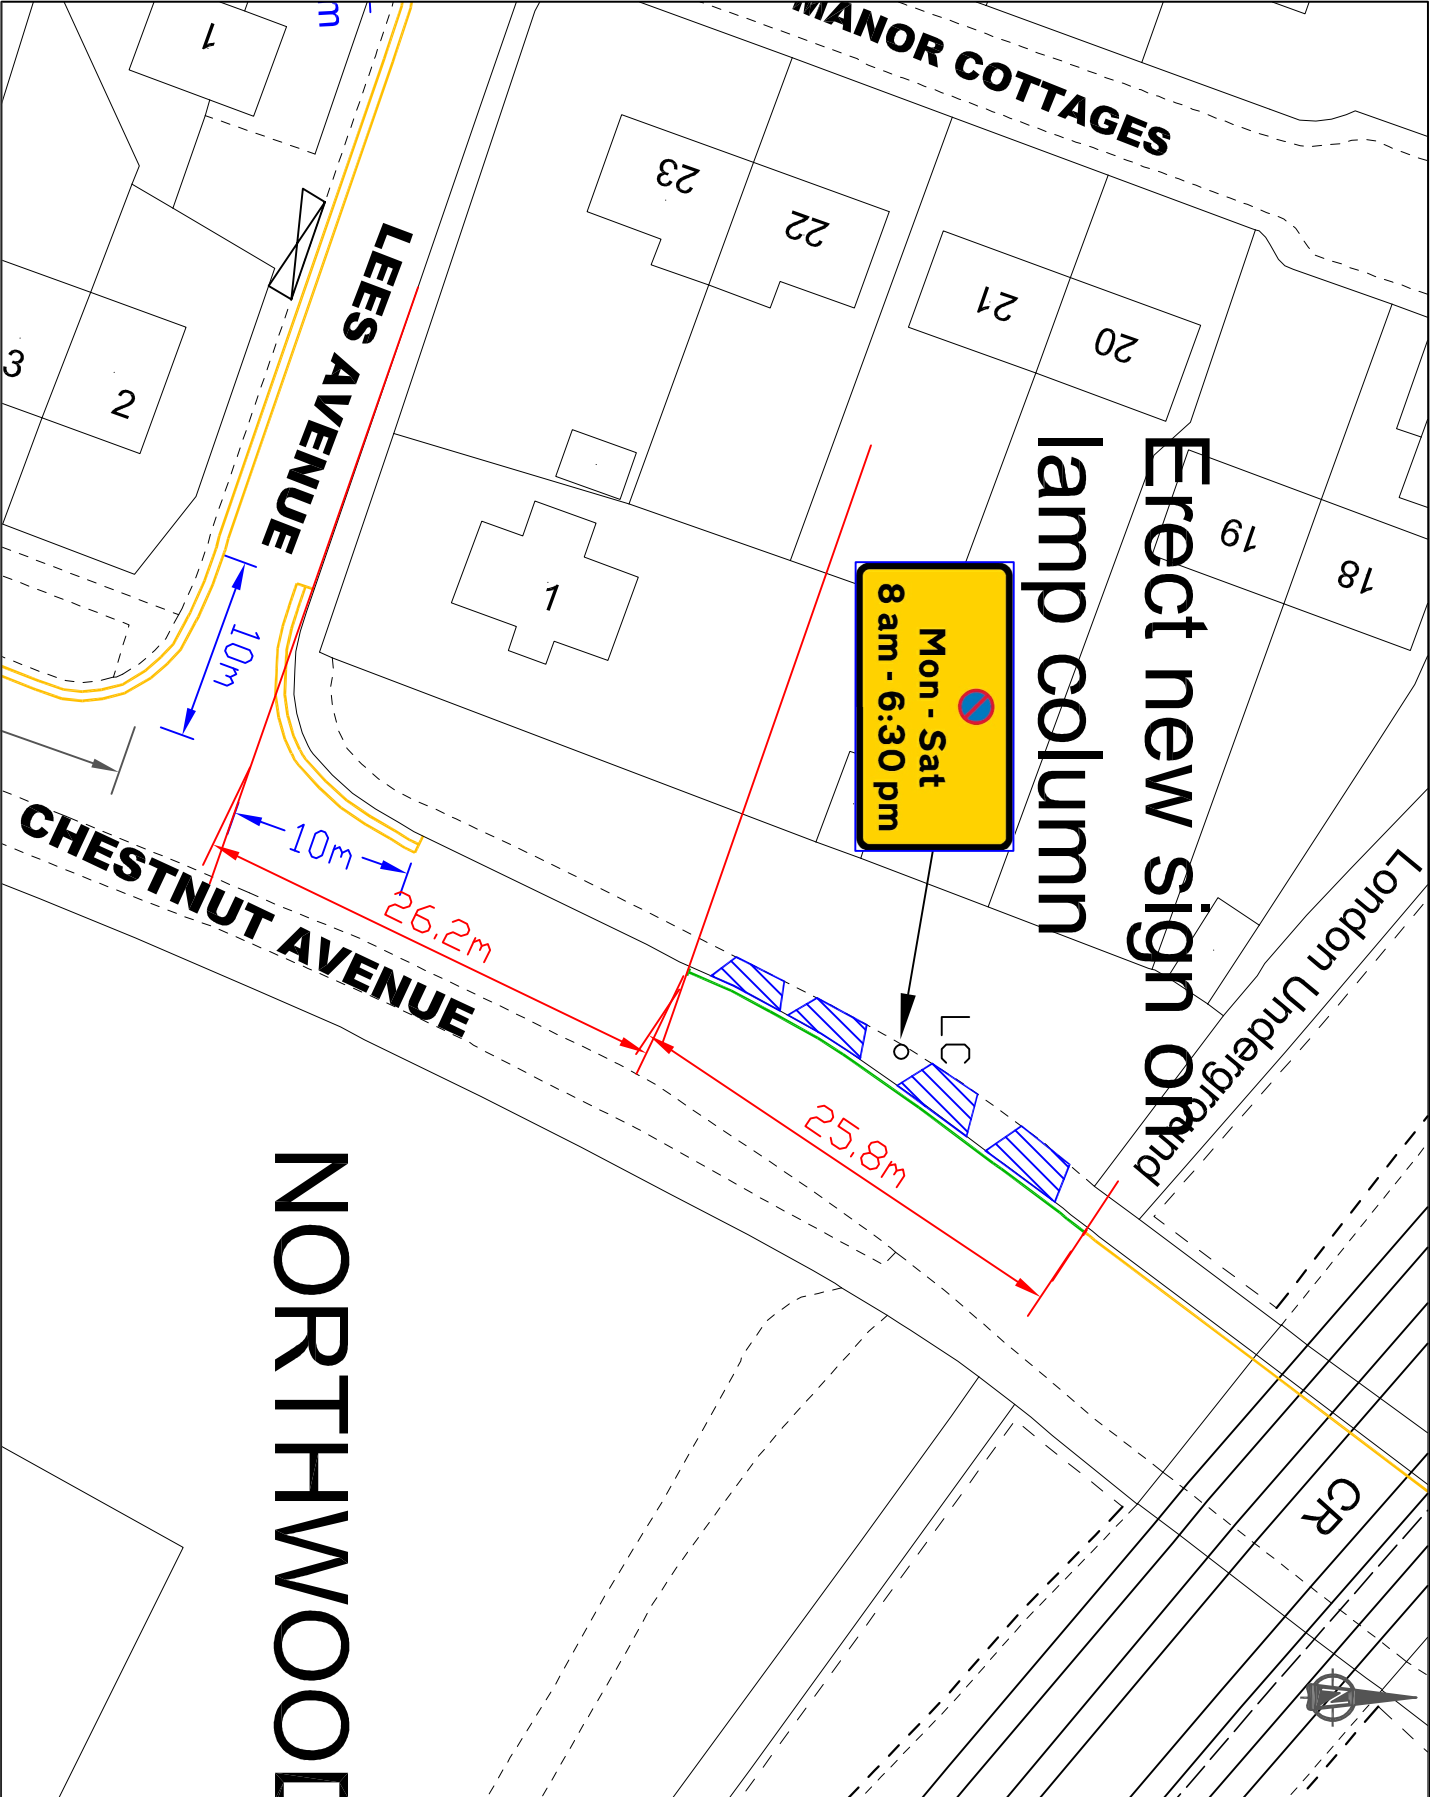 MANOR COTTAGES
1
m
23
22
21
20
19
18
3
2
LEES AVENUE
1
Erect new sign on
lamp column
Mon - Sat
8 am - 6:30 pm
10m
10m
26.2m
25.8m
LC
CHESTNUT AVENUE
London Underground
NORTHWOOD
CR
N